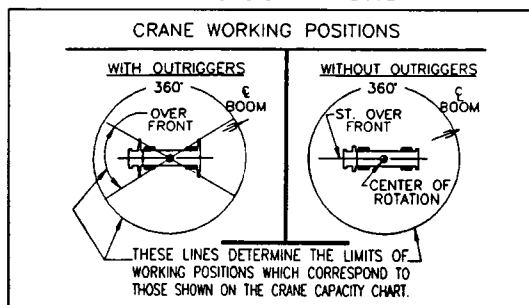 CRANE WORKING POSITIONS
WITH OUTRIGGERS
360°
℄
BOOM
OVER
FRONT
WITHOUT OUTRIGGERS
360°
℄
BOOM
ST. OVER
FRONT
CENTER OF
ROTATION
THESE LINES DETERMINE THE LIMITS OF
WORKING POSITIONS WHICH CORRESPOND TO
THOSE SHOWN ON THE CRANE CAPACITY CHART.